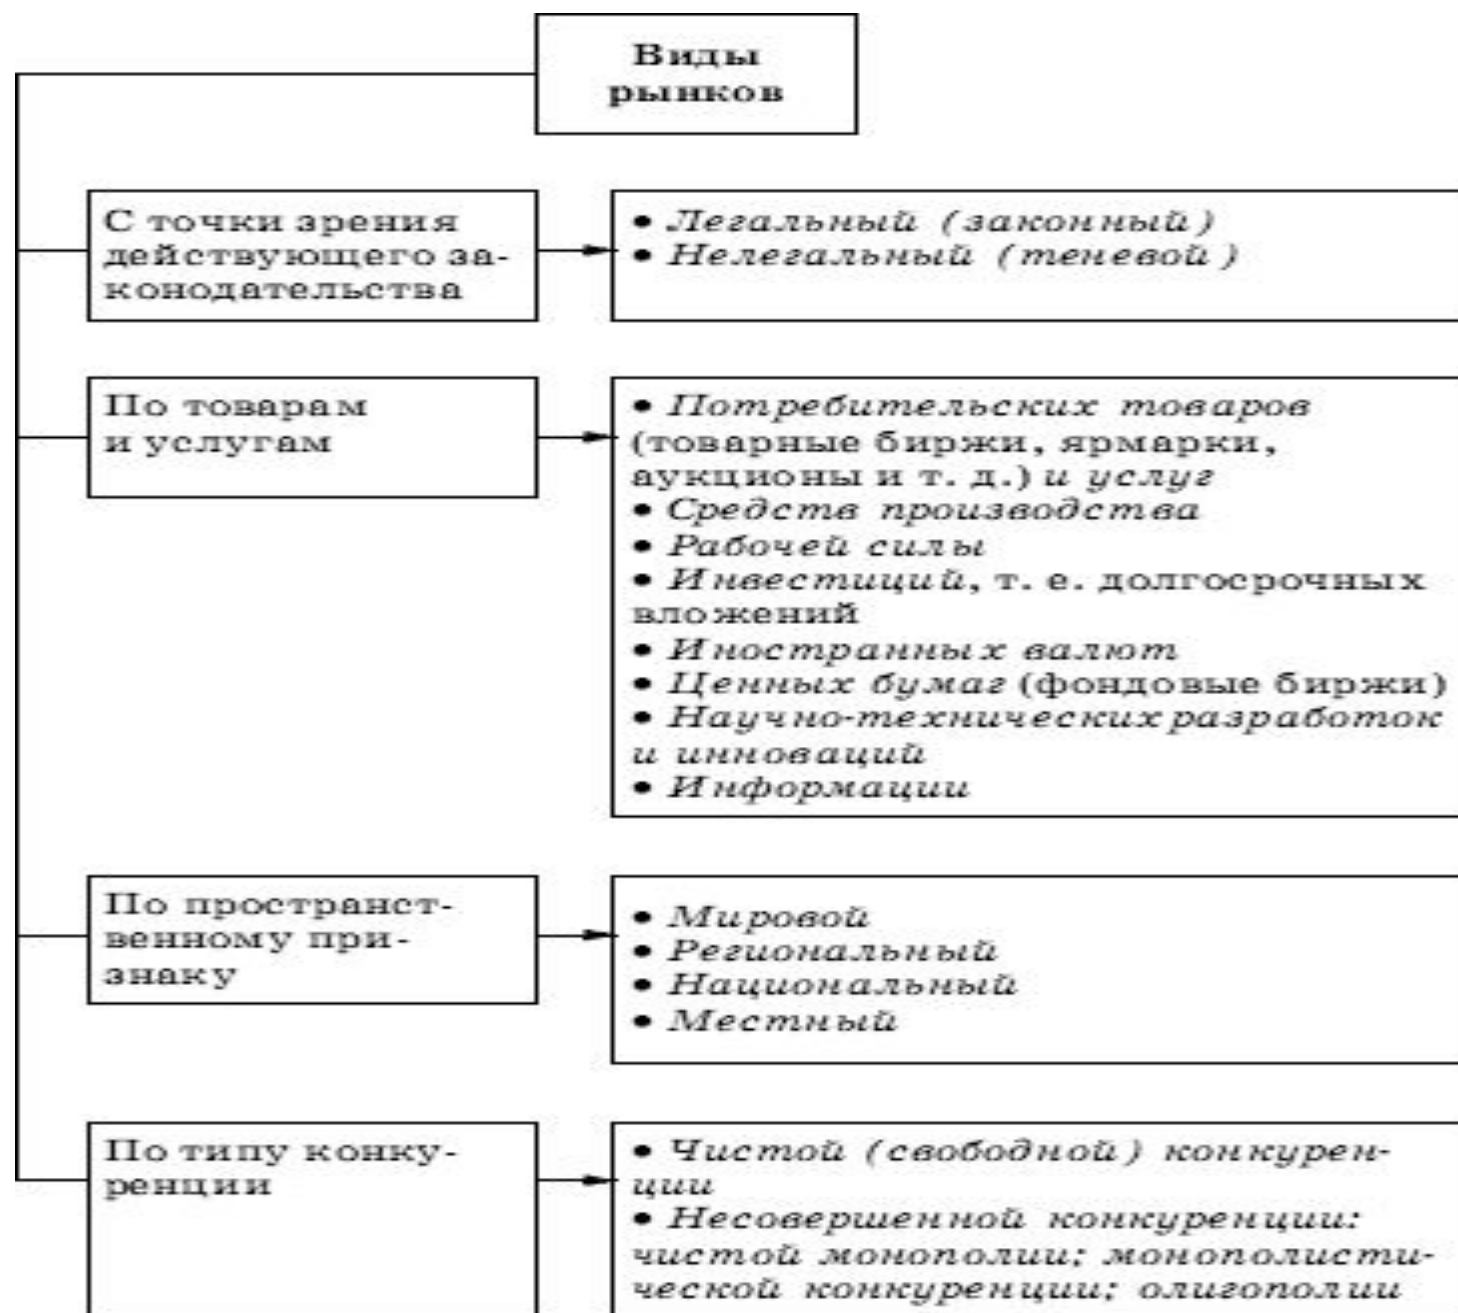 Виды
рынков
С точки зрения
действующего за-
конодательства
• Легальный (законный)
• Нелегальный (теневой)
По товарам
и услугам
• Потребительских товаров
(товарные биржи, ярмарки,
аукционы и т. д.) и услуг
• Средств производства
• Рабочей силы
• Инвестиций, т. е. долгосрочных
вложений
• Иностранных валют
• Ценных бумаг (фондовые биржи)
• Научно-технических разработок
и инноваций
• Информации
По пространст-
венному при-
знаку
• Мировой
• Региональный
• Национальный
• Местный
По типу конку-
ренции
• Чистой (свободной) конкурен-
ции
• Несовершенной конкуренции:
чистой монополии; монополисти-
ческой конкуренции; олигополии